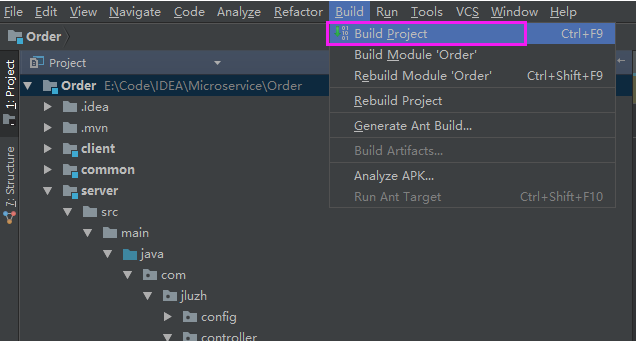 File Edit View Navigate Code Analyze Refactor Build Run Tools VCS Window Help
Order
Build Project Ctrl+F9
Build Module 'Order'
Rebuild Module 'Order' Ctrl+Shift+F9
Rebuild Project
Generate Ant Build...
Build Artifacts...
Analyze APK...
Run Ant Target Ctrl+Shift+F10
1: Project
7: Structure
Project
Order E:\Code\IDEA\Microservice\Order
.idea
.mvn
client
common
server
src
main
java
com
jluzh
config
controller